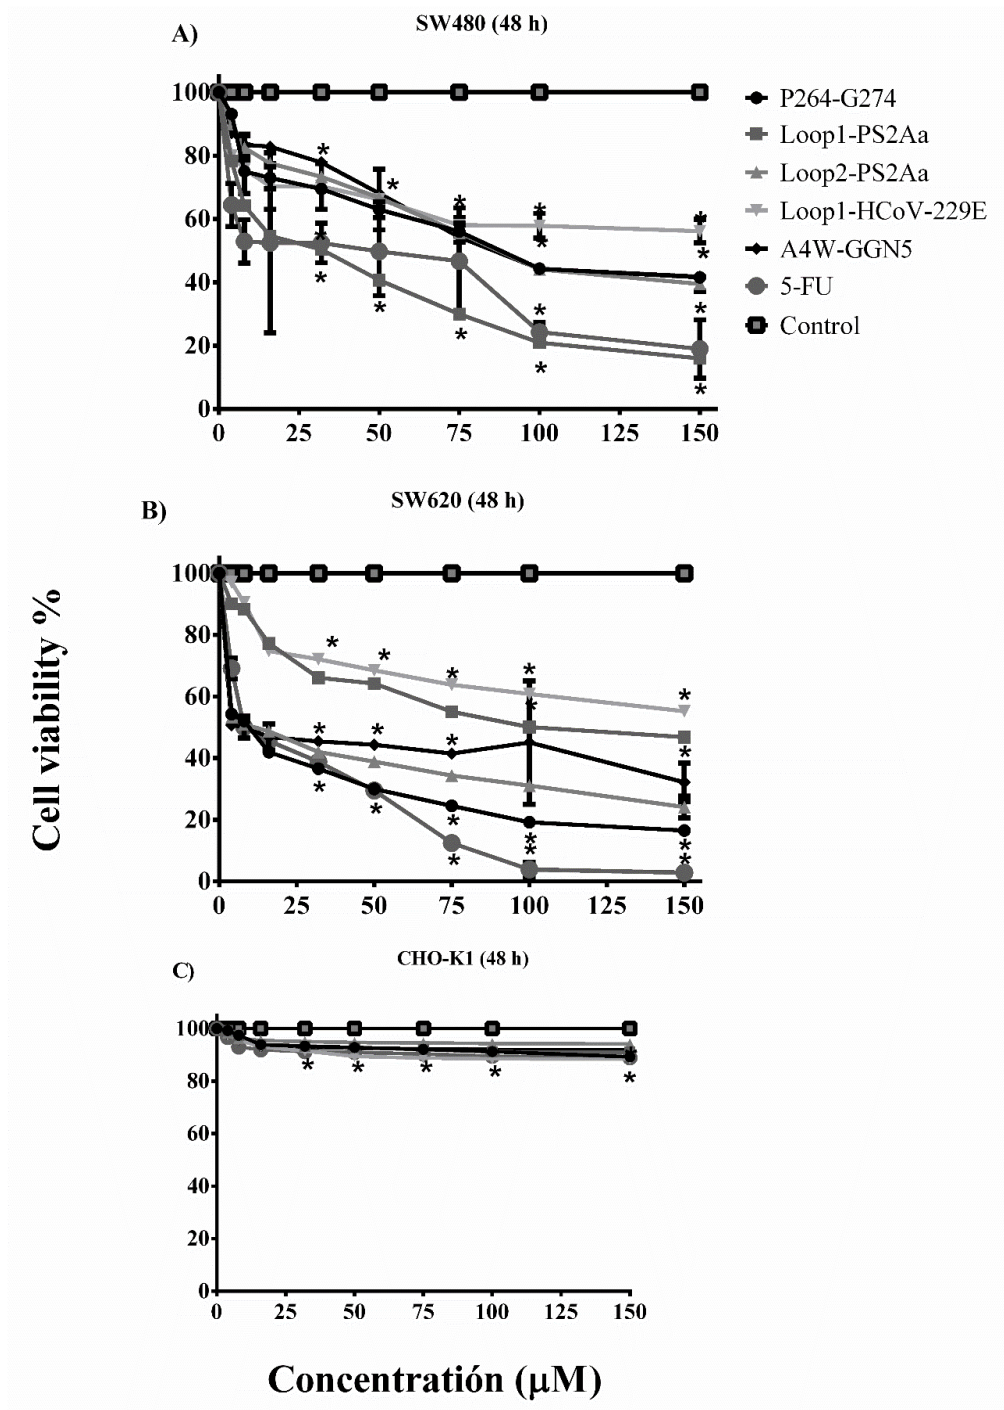 A)
SW480 (48 h)
100
80
60
40
20
0
0 25 50 75 100 125 150
P264-G274
Loop1-PS2Aa
Loop2-PS2Aa
Loop1-HCoV-229E
A4W-GGN5
5-FU
Control
B)
SW620 (48 h)
100
80
60
40
20
0
0 25 50 75 100 125 150
Cell viability %
C)
CHO-K1 (48 h)
100
80
60
40
20
0
0 25 50 75 100 125 150
Concentratión (μM)